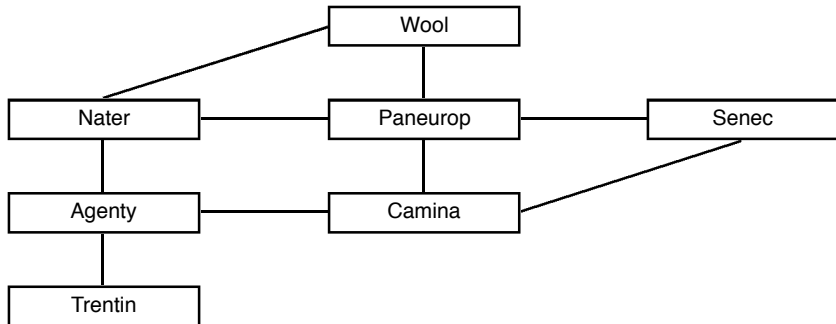 Wool
Nater
Paneurop
Senec
Agenty
Camina
Trentin